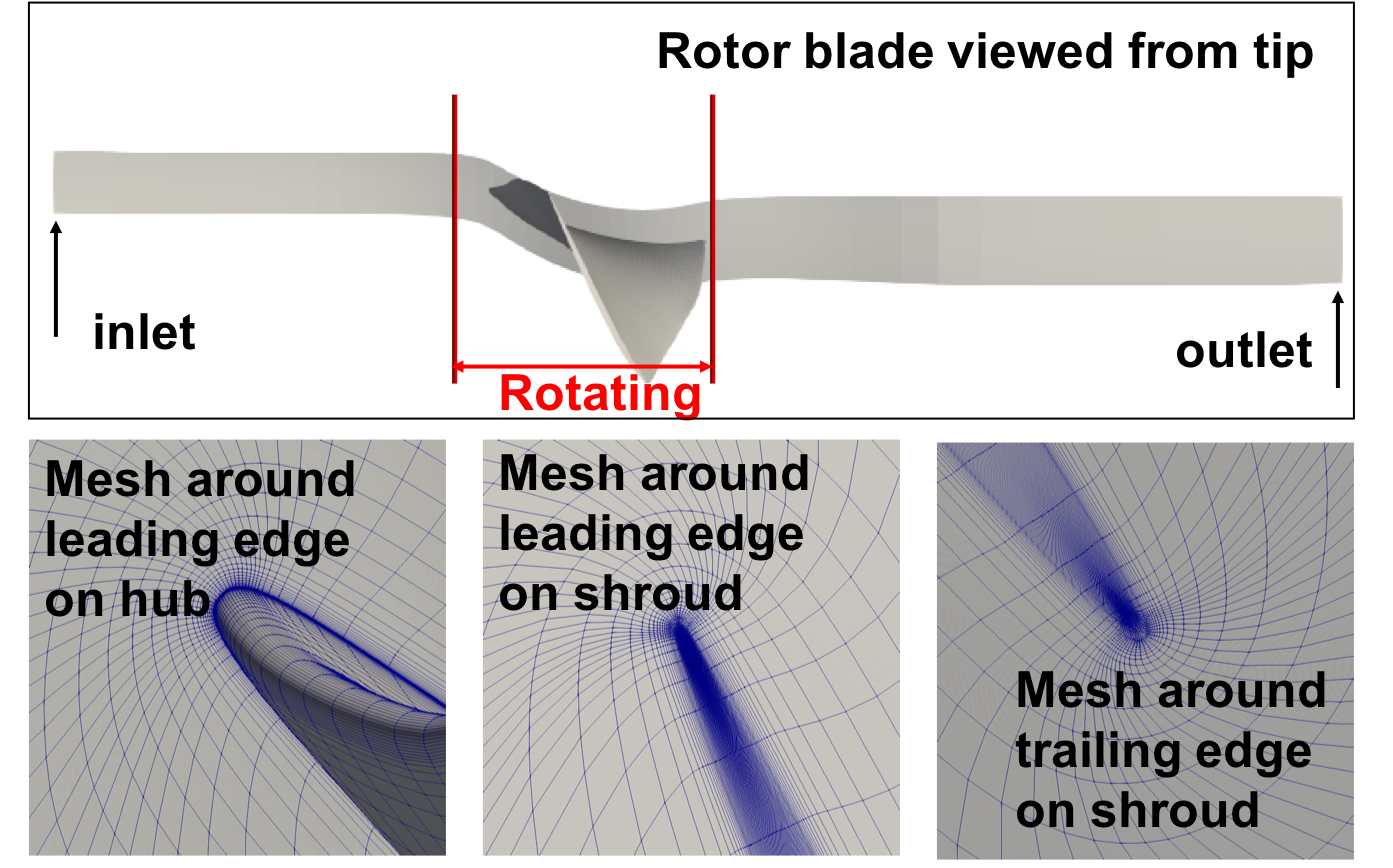 Rotor blade viewed from tip
inlet
outlet
Rotating
Mesh around
leading edge
on hub
Mesh around
leading edge
on shroud
Mesh around
trailing edge
on shroud